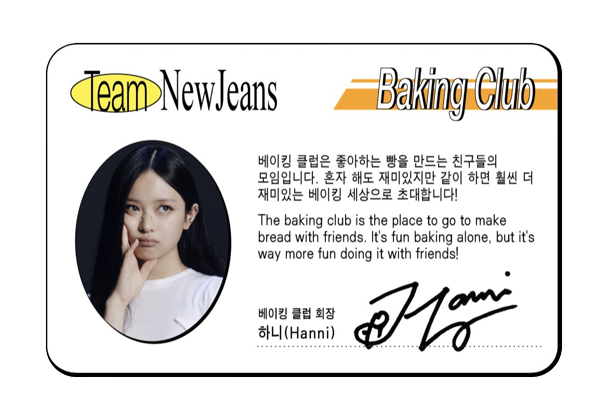 Team NewJeans
Baking Club
베이킹 클럽은 좋아하는 빵을 만드는 친구들의
모임입니다. 혼자 해도 재미있지만 같이 하면 훨씬 더
재미있는 베이킹 세상으로 초대합니다!
The baking club is the place to go to make
bread with friends. It's fun baking alone, but it's
way more fun doing it with friends!
베이킹 클럽 회장
하니(Hanni)
Hanni